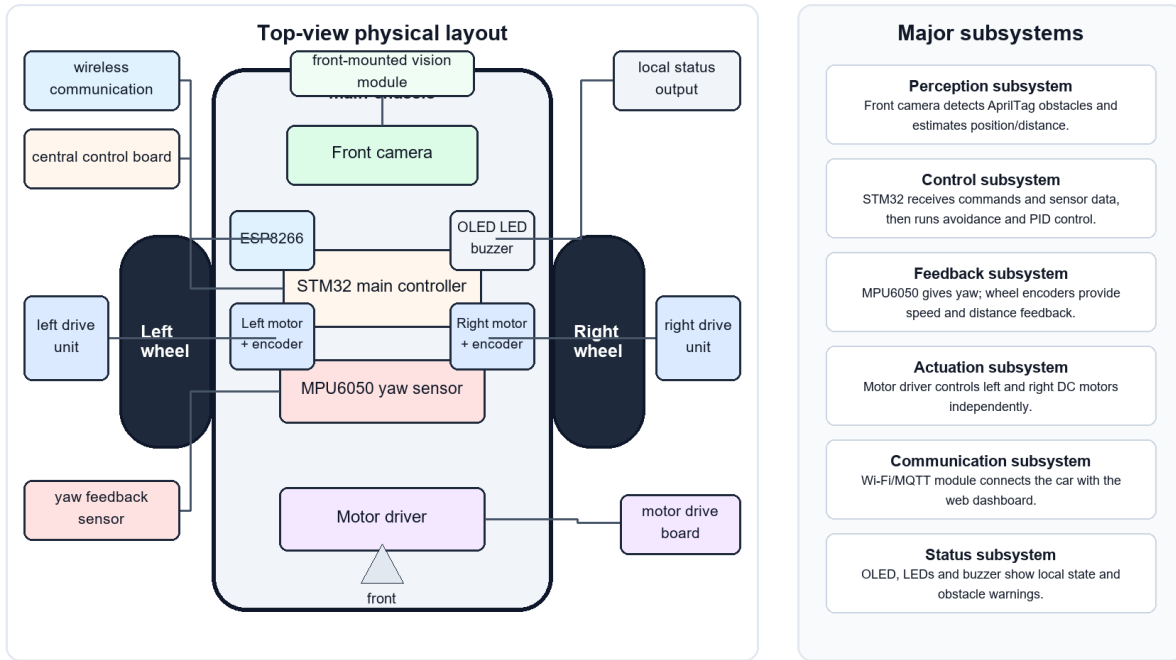 Top-view physical layout
Major subsystems
front-mounted vision
module
main chassis
wireless
communication
local status
output
central control board
Front camera
ESP8266
OLED LED
buzzer
STM32 main controller
left drive
unit
Left
wheel
Left motor
+ encoder
Right motor
+ encoder
Right
wheel
right drive
unit
MPU6050 yaw sensor
yaw feedback
sensor
Motor driver
motor drive
board
front
Perception subsystem
Front camera detects AprilTag obstacles and
estimates position/distance.
Control subsystem
STM32 receives commands and sensor data,
then runs avoidance and PID control.
Feedback subsystem
MPU6050 gives yaw; wheel encoders provide
speed and distance feedback.
Actuation subsystem
Motor driver controls left and right DC motors
independently.
Communication subsystem
Wi-Fi/MQTT module connects the car with the
web dashboard.
Status subsystem
OLED, LEDs and buzzer show local state and
obstacle warnings.